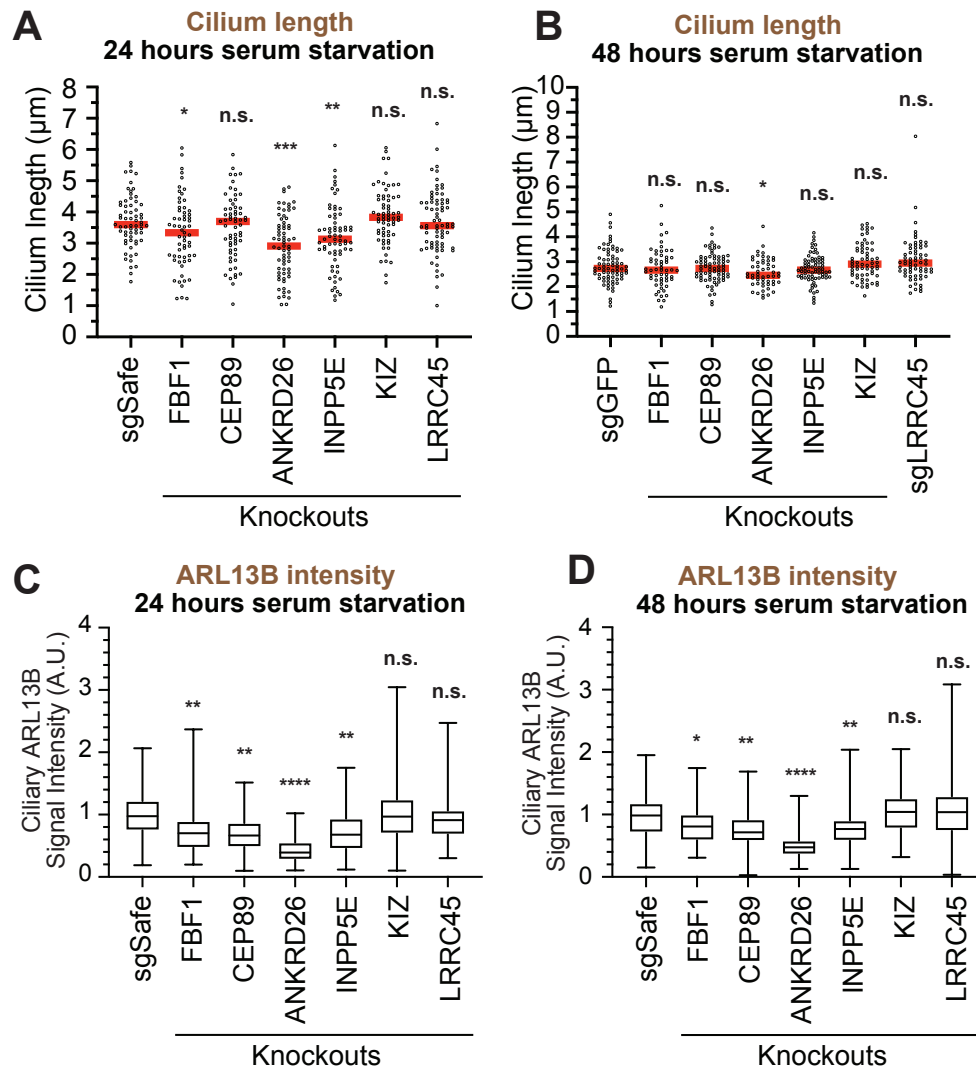 A
Cilium length
24 hours serum starvation
Cilium lnegth (μm)
8
7
6
5
4
3
2
1
0
*
n.s.
***
**
n.s.
n.s.
sgSafe
FBF1
CEP89
ANKRD26
INPP5E
KIZ
LRRC45
Knockouts
B
Cilium length
48 hours serum starvation
Cilium lnegth (μm)
10
9
8
7
6
5
4
3
2
1
0
n.s.
n.s.
*
n.s.
n.s.
n.s.
sgGFP
FBF1
CEP89
ANKRD26
INPP5E
KIZ
sgLRRC45
Knockouts
C
ARL13B intensity
24 hours serum starvation
Ciliary ARL13B
Signal Intensity (A.U.)
4
3
2
1
0
**
**
****
**
n.s.
n.s.
sgSafe
FBF1
CEP89
ANKRD26
INPP5E
KIZ
LRRC45
Knockouts
D
ARL13B intensity
48 hours serum starvation
Ciliary ARL13B
Signal Intensity (A.U.)
4
3
2
1
0
*
**
****
**
n.s.
n.s.
sgSafe
FBF1
CEP89
ANKRD26
INPP5E
KIZ
LRRC45
Knockouts